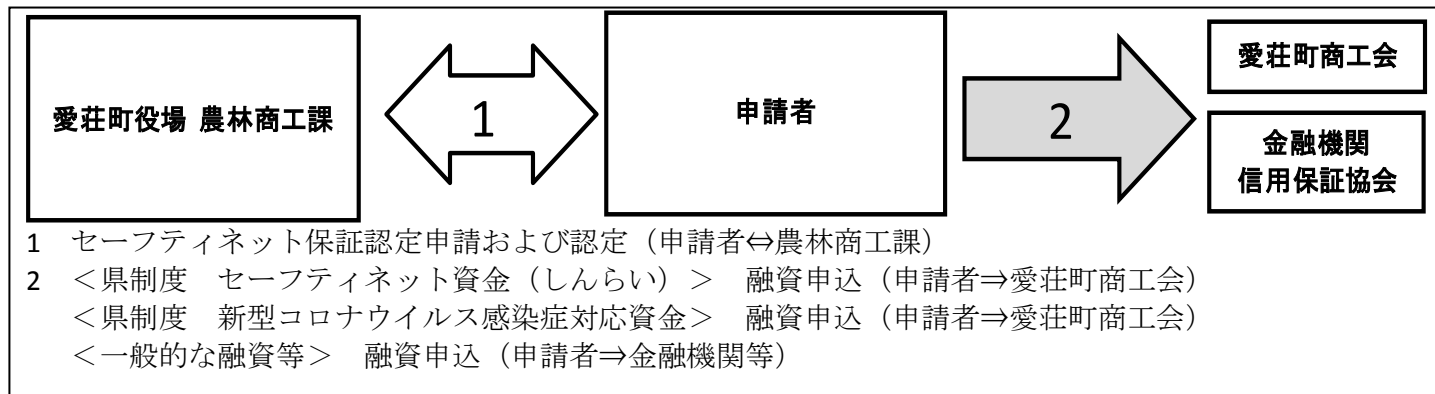 愛荘町役場 農林商工課
1
申請者
2
愛荘町商工会
金融機関
信用保証協会
1　セーフティネット保証認定申請および認定（申請者⇔農林商工課）
2　＜県制度　セーフティネット資金（しんらい）＞　融資申込（申請者⇒愛荘町商工会）
＜県制度　新型コロナウイルス感染症対応資金＞　融資申込（申請者⇒愛荘町商工会）
＜一般的な融資等＞　融資申込（申請者⇒金融機関等）